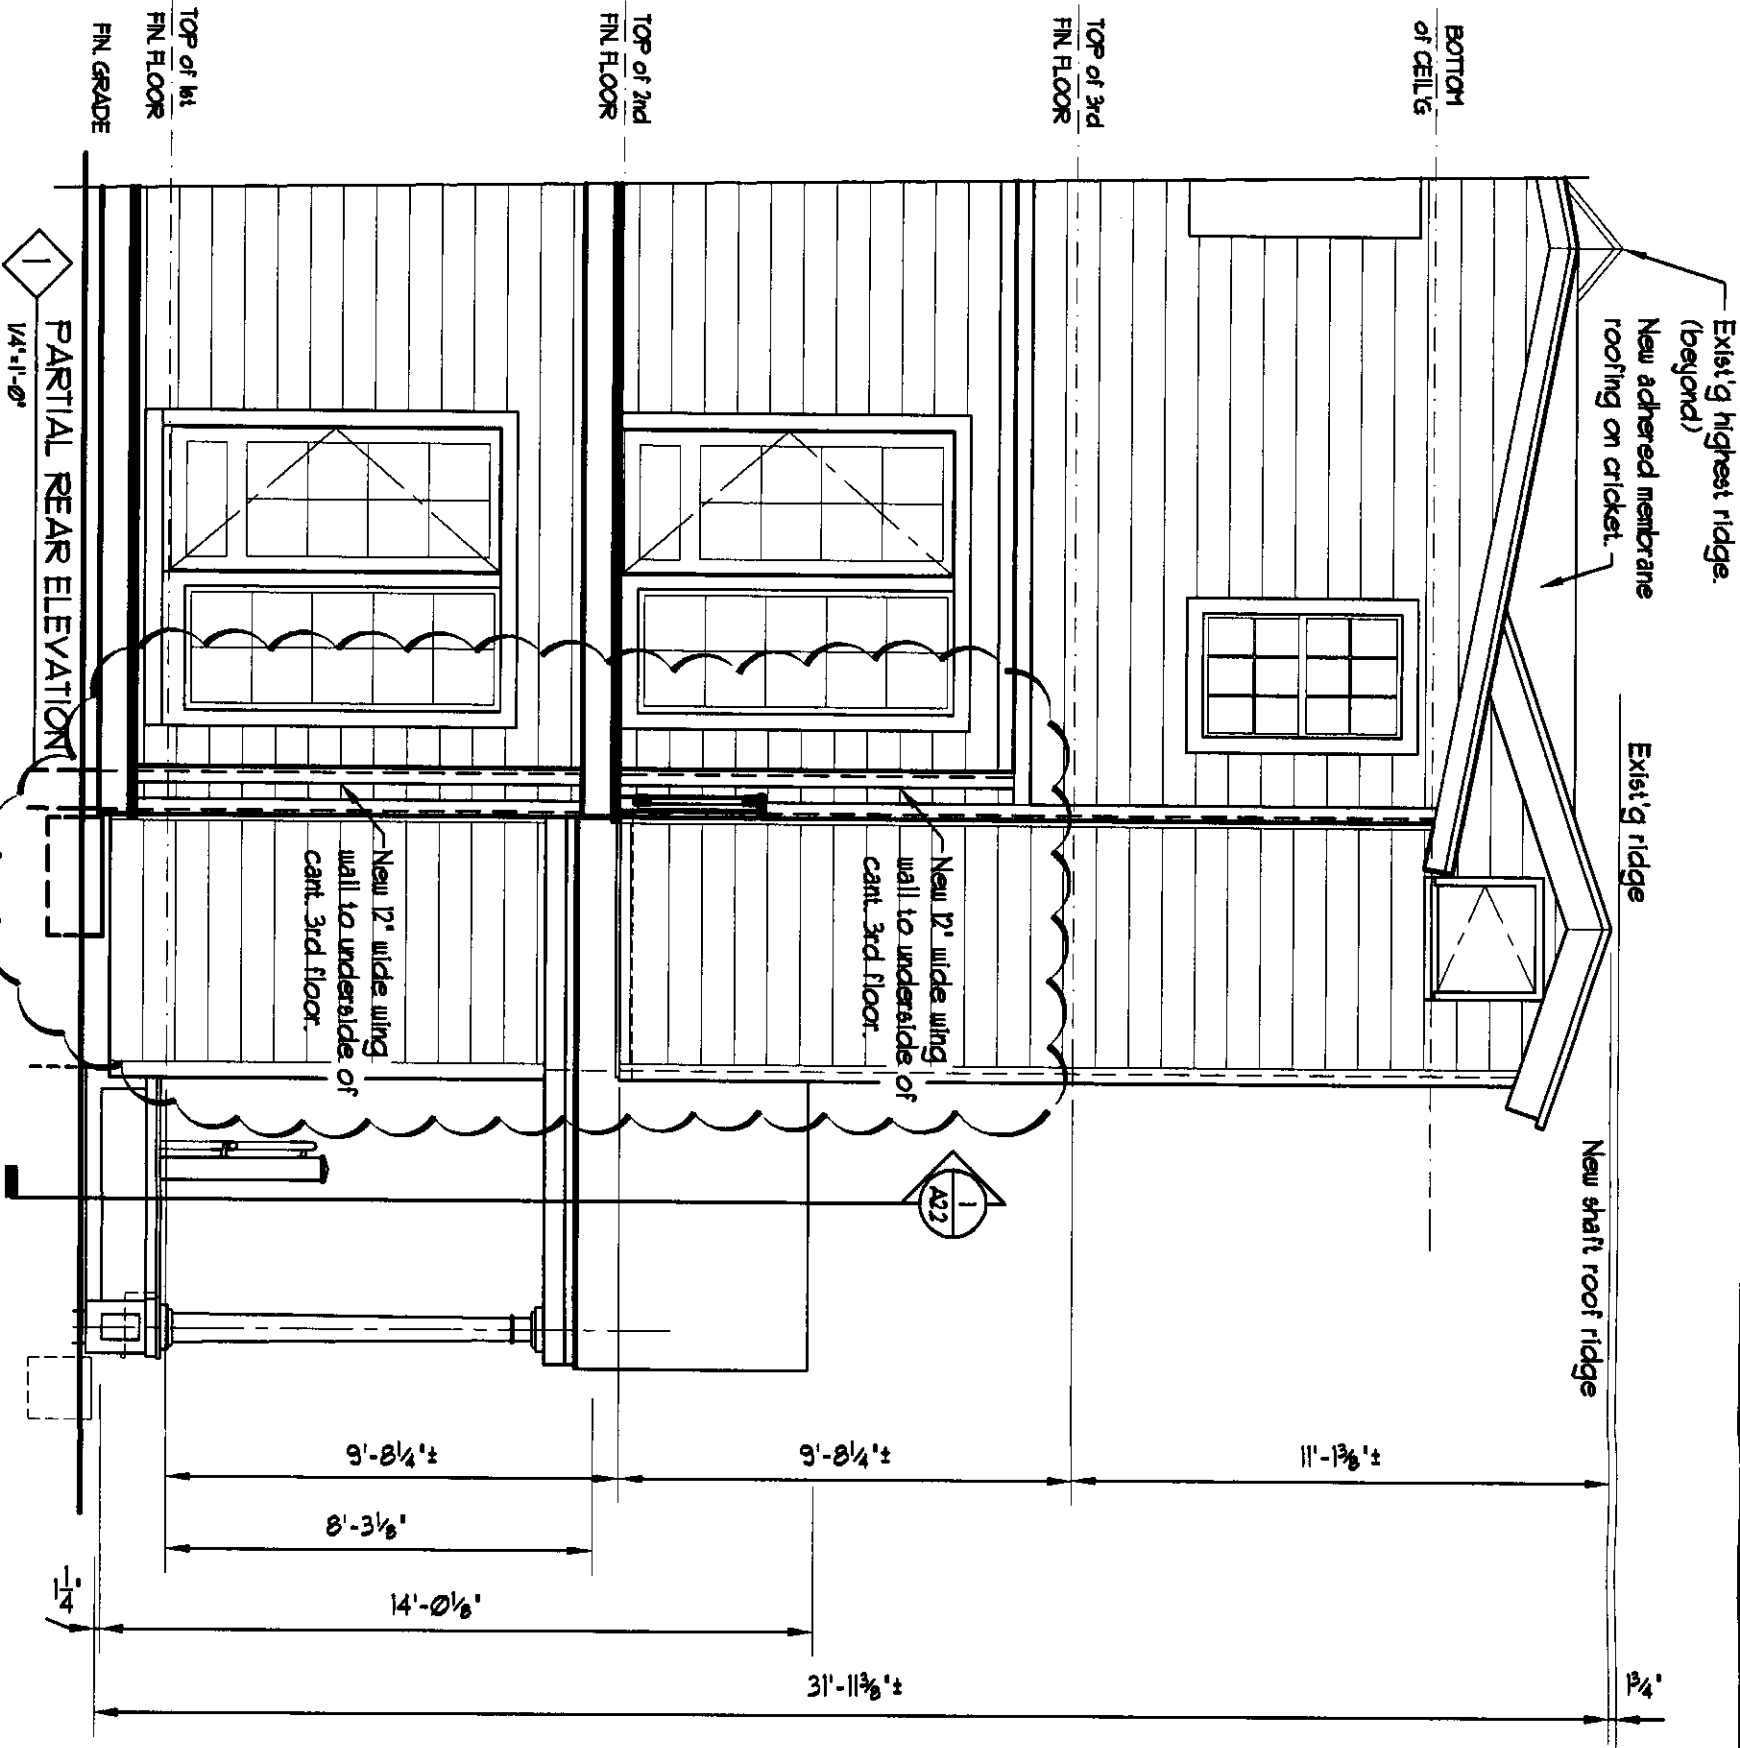 Exist'g highest ridge.
(beyond)
New adhered membrane
roofing on cricket.
Exist'g ridge
New shaft roof ridge
BOTTOM
of CEIL'G
TOP of 3rd
FIN. FLOOR
TOP of 2nd
FIN. FLOOR
TOP of 1st
FIN. FLOOR
FIN. GRADE
New 12" wide wing
wall to underside of
cant. 3rd floor.
New 12" wide wing
wall to underside of
cant. 3rd floor.
1
A22
1 3/4"
11'-1 3/8"±
9'-8 1/4"±
9'-8 1/4"±
8'-3 1/8"
14'-0 1/8"
31'-11 3/8"±
1 1/4"
1
PARTIAL REAR ELEVATION
1/4"=1'-0"